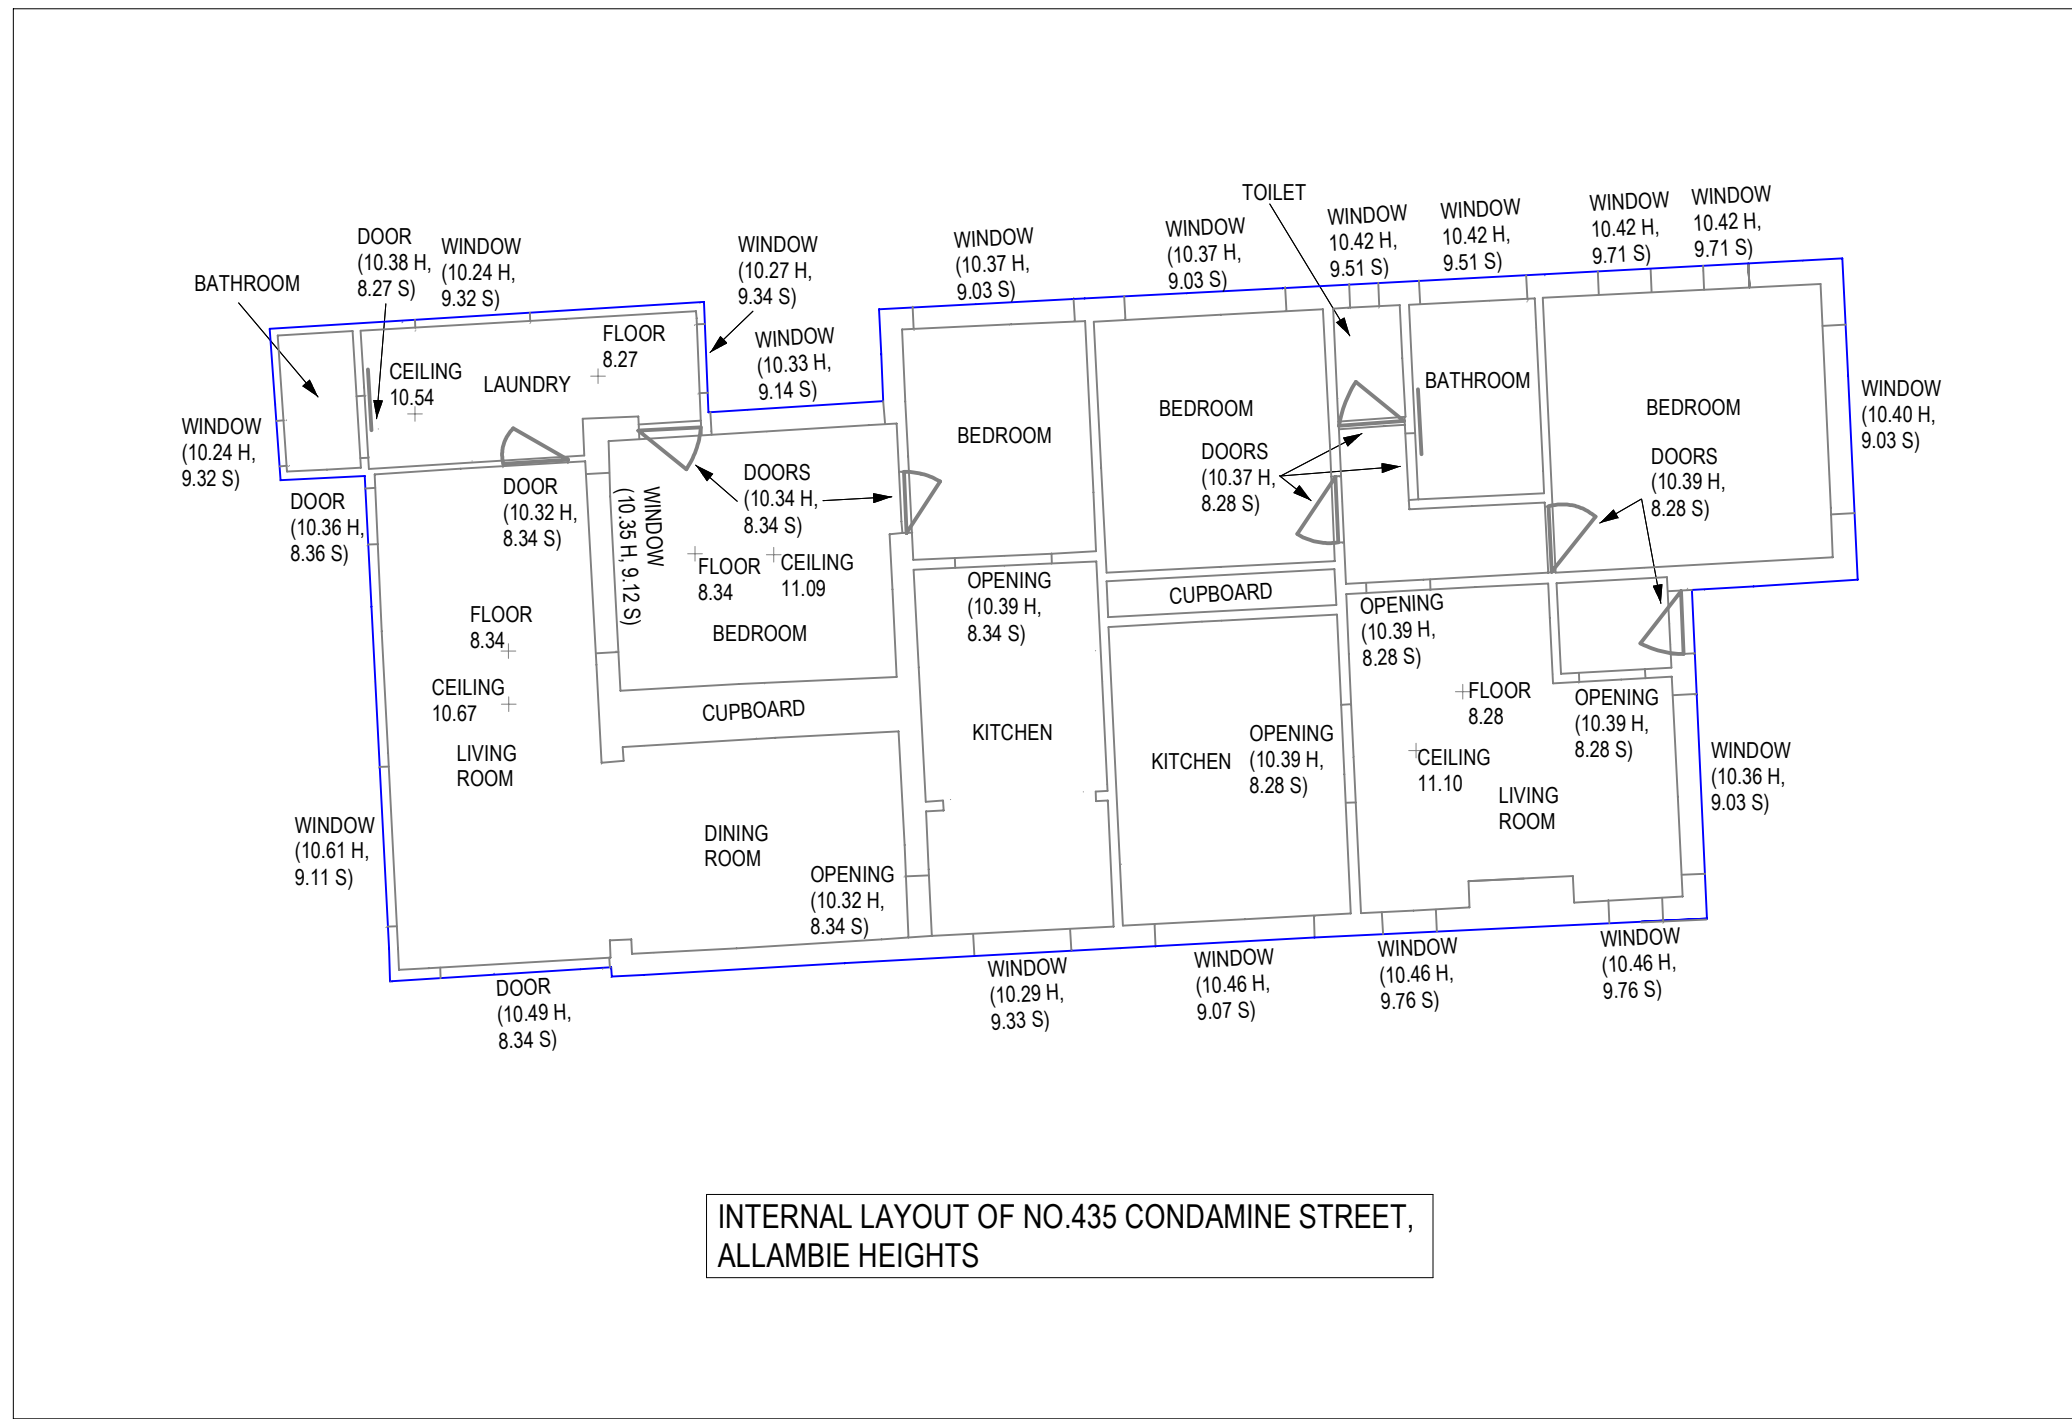 TOILET
WINDOW
10.42 H,
9.51 S)
WINDOW
10.42 H,
9.51 S)
WINDOW
10.42 H,
9.71 S)
WINDOW
10.42 H,
9.71 S)
DOOR
(10.38 H,
8.27 S)
WINDOW
(10.24 H,
9.32 S)
WINDOW
(10.27 H,
9.34 S)
WINDOW
(10.37 H,
9.03 S)
WINDOW
(10.37 H,
9.03 S)
BATHROOM
FLOOR
8.27
WINDOW
(10.33 H,
9.14 S)
CEILING
10.54
LAUNDRY
BATHROOM
BEDROOM
BEDROOM
BEDROOM
WINDOW
(10.40 H,
9.03 S)
WINDOW
(10.24 H,
9.32 S)
DOOR
(10.36 H,
8.36 S)
DOOR
(10.32 H,
8.34 S)
WINDOW
(10.35 H, 9.112 S)
DOORS
(10.34 H,
8.34 S)
DOORS
(10.37 H,
8.28 S)
DOORS
(10.39 H,
8.28 S)
FLOOR
8.34
CEILING
11.09
BEDROOM
OPENING
(10.39 H,
8.34 S)
CUPBOARD
OPENING
(10.39 H,
8.28 S)
FLOOR
8.34
CEILING
10.67
LIVING
ROOM
CUPBOARD
KITCHEN
KITCHEN
OPENING
(10.39 H,
8.28 S)
FLOOR
8.28
CEILING
11.10
LIVING
ROOM
OPENING
(10.39 H,
8.28 S)
WINDOW
(10.36 H,
9.03 S)
WINDOW
(10.61 H,
9.11 S)
DINING
ROOM
OPENING
(10.32 H,
8.34 S)
DOOR
(10.49 H,
8.34 S)
WINDOW
(10.29 H,
9.33 S)
WINDOW
(10.46 H,
9.07 S)
WINDOW
(10.46 H,
9.76 S)
WINDOW
(10.46 H,
9.76 S)
INTERNAL LAYOUT OF NO.435 CONDAMINE STREET,
ALLAMBIE HEIGHTS